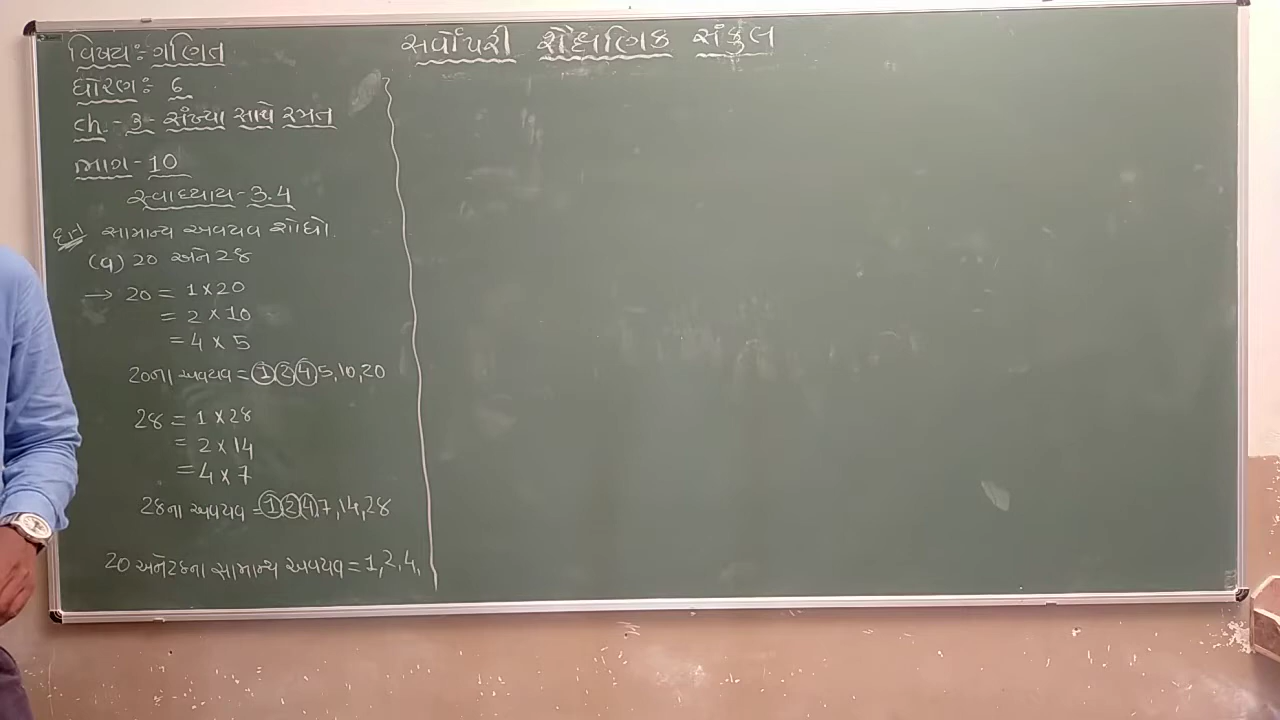 સર્વોપરી શૈક્ષણિક સંકુલ
વિષય:- ગણિત
ધોરણ:- 6
ch - 3 - સંખ્યા સાથે રમત
ભાગ - 10
સ્વાધ્યાય - 3.4
દા-1 સામાન્ય અવયવ શોધો.
(a) 20 અને 28
→ 20 = 1 × 20
= 2 × 10
= 4 × 5
20ના અવયવ = 1 2 4 5, 10, 20
28 = 1 × 28
= 2 × 14
= 4 × 7
28ના અવયવ = 1 2 4 7, 14, 28
20 અને 28ના સામાન્ય અવયવ = 1, 2, 4,